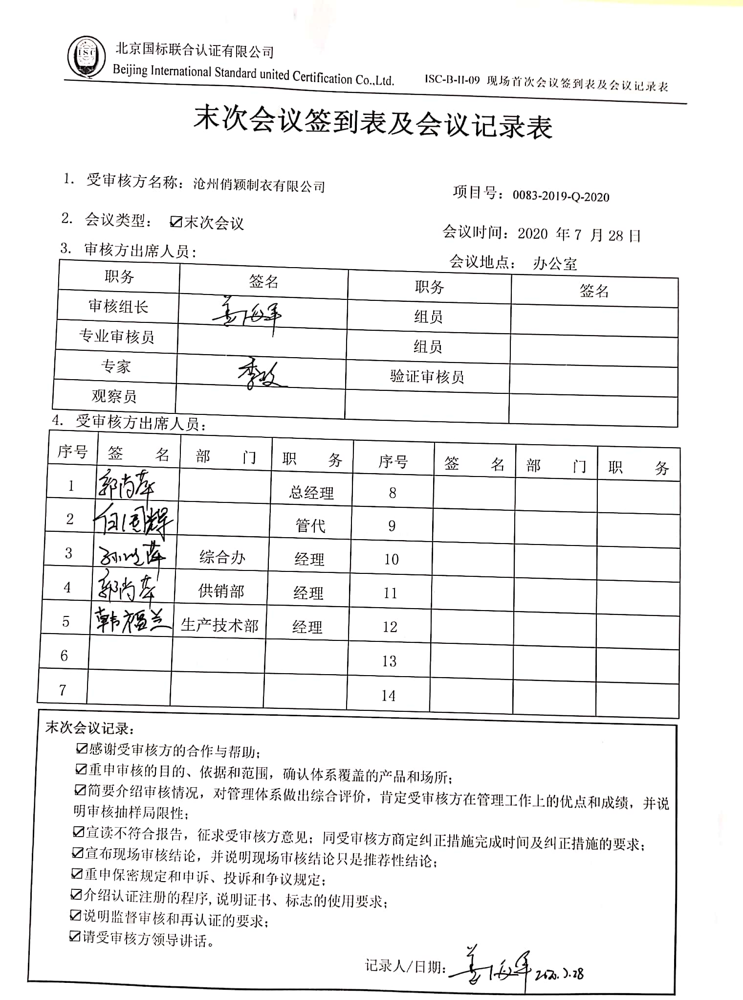 ISC
北京国标联合认证有限公司
Beijing International Standard united Certification Co.,Ltd.
ISC-B-II-09 现场首次会议签到表及会议记录表
末次会议签到表及会议记录表
1. 受审核方名称：沧州俏颖制衣有限公司
项目号：0083-2019-Q-2020
2. 会议类型： ☑末次会议
会议时间：2020 年 7 月 28 日
3. 审核方出席人员：
会议地点： 办公室
职务 签名 职务 签名
审核组长 姜海军 组员
专业审核员 组员
专家 验证审核员
观察员
4. 受审核方出席人员：
序号 签 名 部 门 职 务 序号 签 名 部 门 职 务
1 郭尚萍 总经理 8
2 白国辉 管代 9
3 综合办 经理 10
4 郭尚萍 供销部 经理 11
5 韩福兰 生产技术部 经理 12
6 13
7 14
末次会议记录：
☑感谢受审核方的合作与帮助；
☑重申审核的目的、依据和范围，确认体系覆盖的产品和场所；
☑简要介绍审核情况，对管理体系做出综合评价，肯定受审核方在管理工作上的优点和成绩，并说
明审核抽样局限性；
☑宣读不符合报告，征求受审核方意见；同受审核方商定纠正措施完成时间及纠正措施的要求；
☑宣布现场审核结论，并说明现场审核结论只是推荐性结论；
☑重申保密规定和申诉、投诉和争议规定；
☑介绍认证注册的程序,说明证书、标志的使用要求；
☑说明监督审核和再认证的要求；
☑请受审核方领导讲话。
记录人/日期：姜海军 2020.7.28